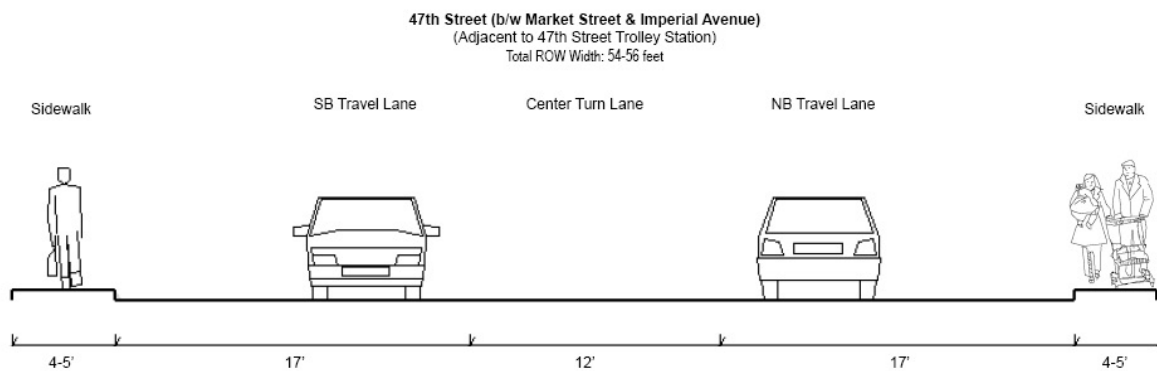 47th Street (b/w Market Street & Imperial Avenue)
(Adjacent to 47th Street Trolley Station)
Total ROW Width: 54-56 feet
Sidewalk
SB Travel Lane
Center Turn Lane
NB Travel Lane
Sidewalk
4-5'
17'
12'
17'
4-5'